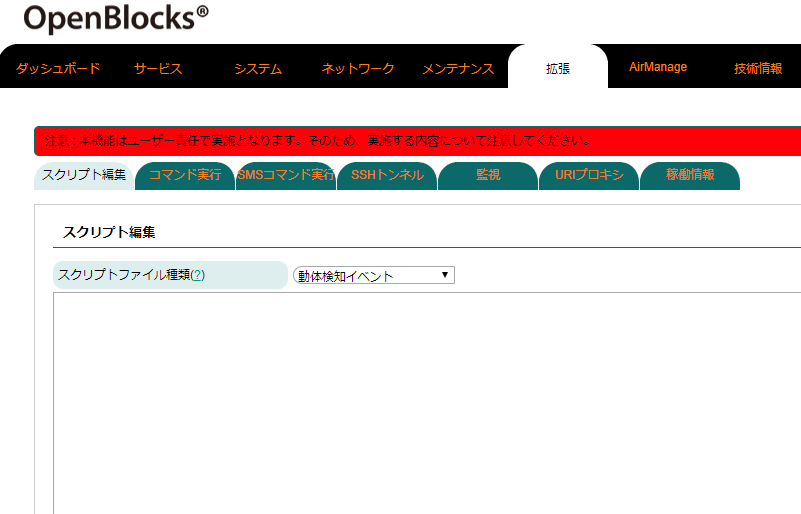 OpenBlocks®
ダッシュボード サービス システム ネットワーク メンテナンス 拡張 AirManage 技術情報
注意 : 本機能はユーザー責任で実施となります。そのため、実施する内容について注意してください。
スクリプト編集 コマンド実行 SMSコマンド実行 SSHトンネル 監視 URIプロキシ 稼働情報
スクリプト編集
スクリプトファイル種類(?) 動体検知イベント